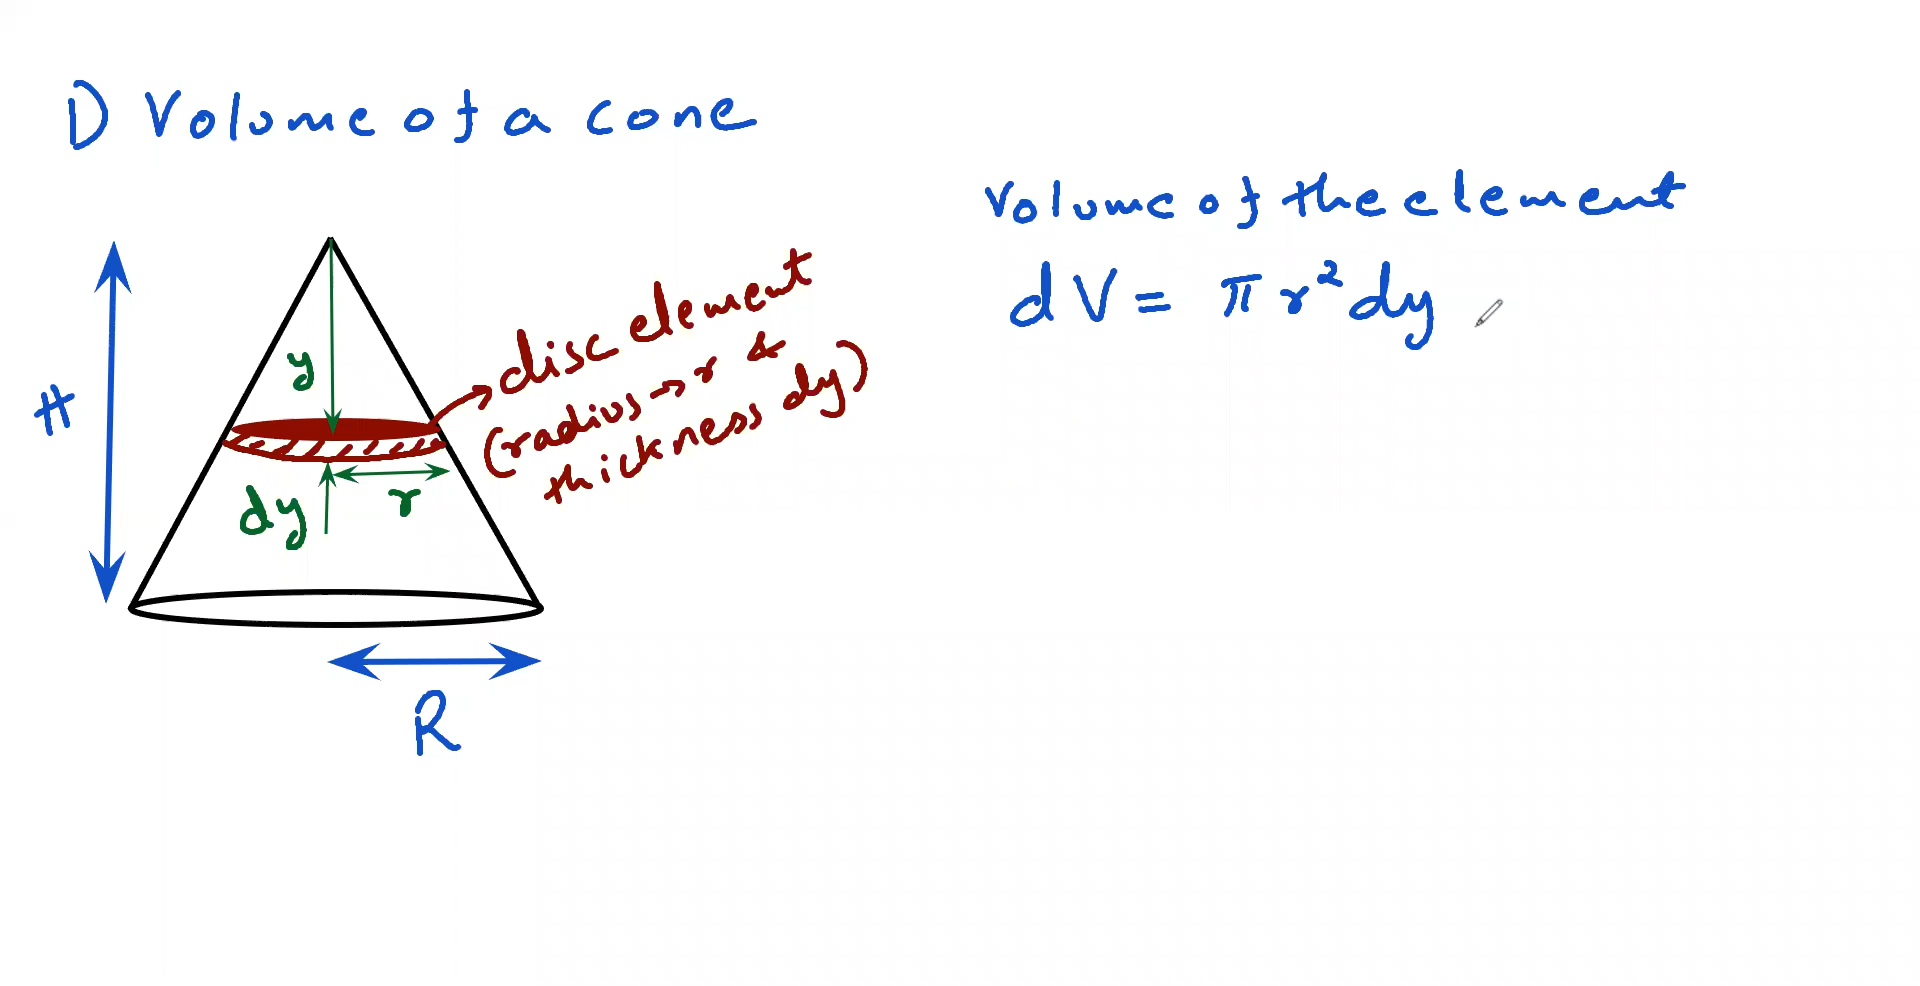 1) Volume of a cone
Volume of the element
dV = πr²dy
H
y
disc element
(radius → r &
thickness dy)
dy
r
R